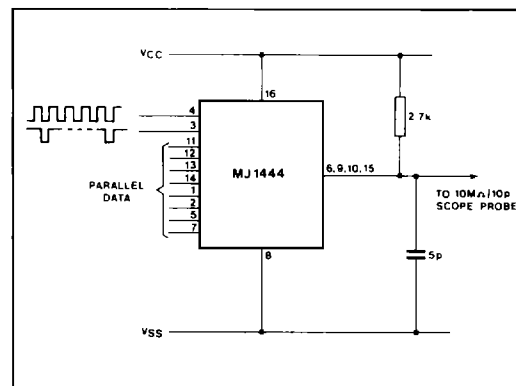 VCC
16
2.7k
4
3
11
12
13
14
1
2
5
7
PARALLEL
DATA
MJ1444
6,9,10,15
TO 10MΩ/10p
SCOPE PROBE
8
5p
VSS